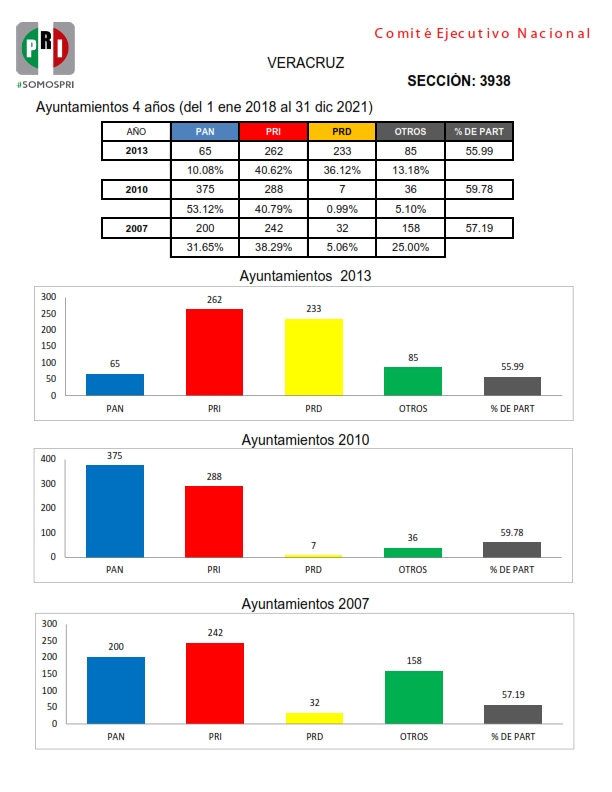 Comité Ejecutivo Nacional
PRI
#SOMOSPRI
VERACRUZ
SECCIÓN: 3938
Ayuntamientos 4 años (del 1 ene 2018 al 31 dic 2021)
AÑO PAN PRI PRD OTROS % DE PART
2013 65 262 233 85 55.99
10.08% 40.62% 36.12% 13.18%
2010 375 288 7 36 59.78
53.12% 40.79% 0.99% 5.10%
2007 200 242 32 158 57.19
31.65% 38.29% 5.06% 25.00%
Ayuntamientos 2013
300
250
200
150
100
50
0
65 262 233 85 55.99
PAN PRI PRD OTROS % DE PART
Ayuntamientos 2010
400
300
200
100
0
375 288 7 36 59.78
PAN PRI PRD OTROS % DE PART
Ayuntamientos 2007
300
250
200
150
100
50
0
200 242 32 158 57.19
PAN PRI PRD OTROS % DE PART